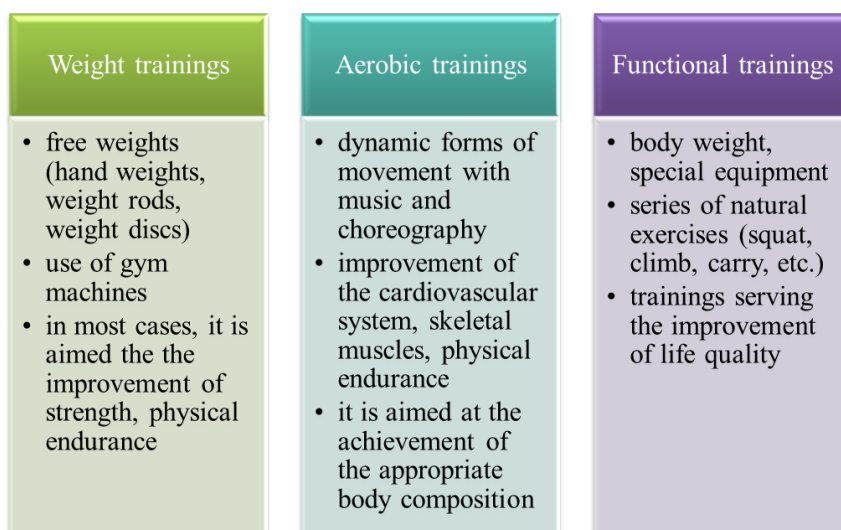 Weight trainings
• free weights
(hand weights,
weight rods,
weight discs)
• use of gym
machines
• in most cases, it is
aimed the the
improvement of
strength, physical
endurance
Aerobic trainings
• dynamic forms of
movement with
music and
choreography
• improvement of
the cardiovascular
system, skeletal
muscles, physical
endurance
• it is aimed at the
achievement of
the appropriate
body composition
Functional trainings
• body weight,
special equipment
• series of natural
exercises (squat,
climb, carry, etc.)
• trainings serving
the improvement
of life quality